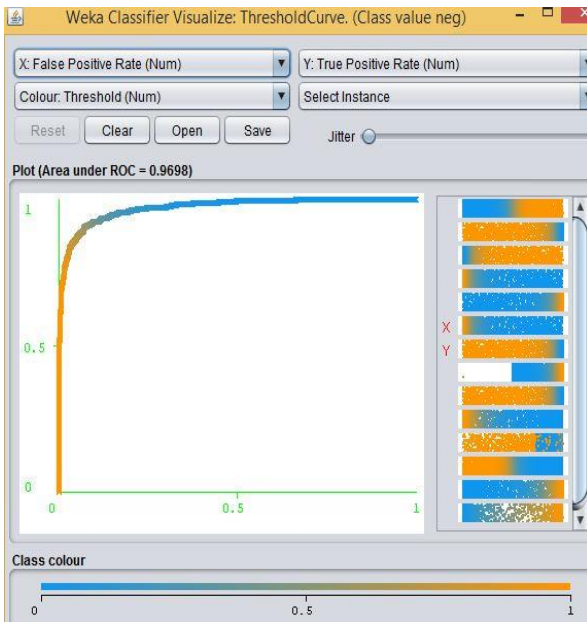 Weka Classifier Visualize: ThresholdCurve. (Class value neg)
X: False Positive Rate (Num)
Y: True Positive Rate (Num)
Colour: Threshold (Num)
Select Instance
Reset
Clear
Open
Save
Jitter
Plot (Area under ROC = 0.9698)
1
0.5
0
0
0.5
1
X
Y
Class colour
0
0.5
1